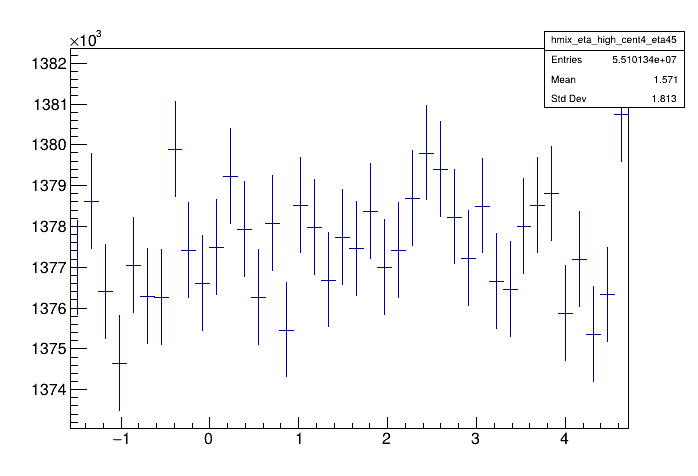 ×10³
hmix_eta_high_cent4_eta45
Entries 5.510134e+07
Mean 1.571
Std Dev 1.813
1382
1381
1380
1379
1378
1377
1376
1375
1374
−1 0 1 2 3 4